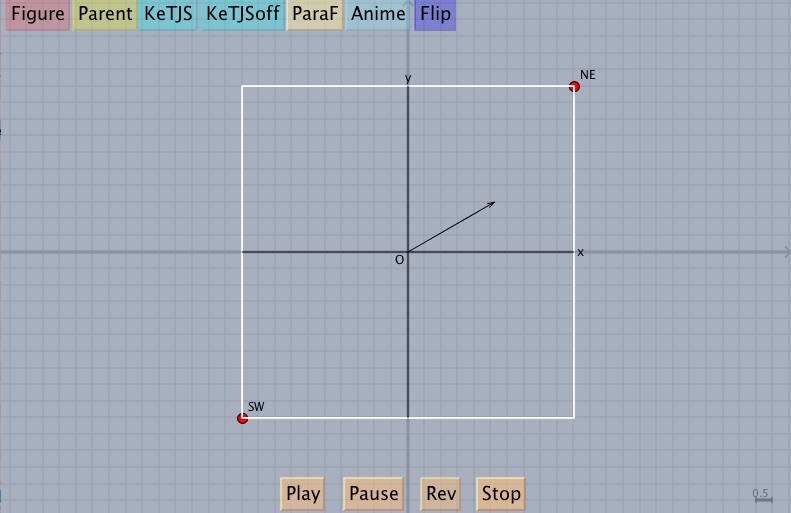 Figure Parent KeTJS KeTJSoff ParaF Anime Flip
NE
y
x
O
SW
Play Pause Rev Stop
0.5